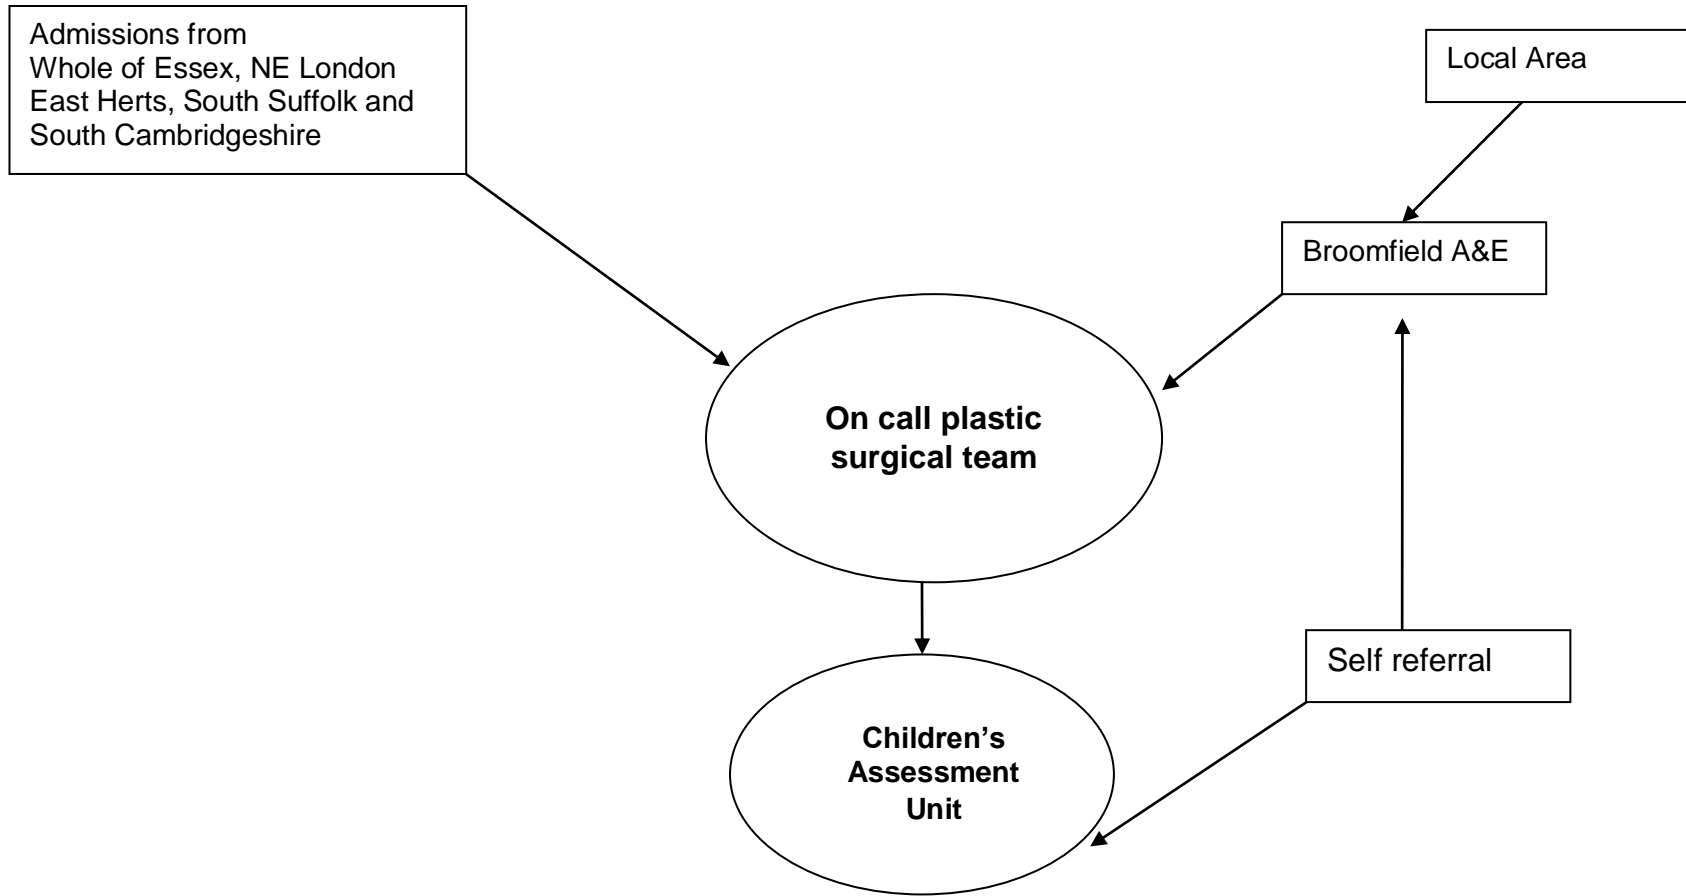 Admissions from
Whole of Essex, NE London
East Herts, South Suffolk and
South Cambridgeshire
Local Area
Broomfield A&E
On call plastic
surgical team
Self referral
Children’s
Assessment
Unit